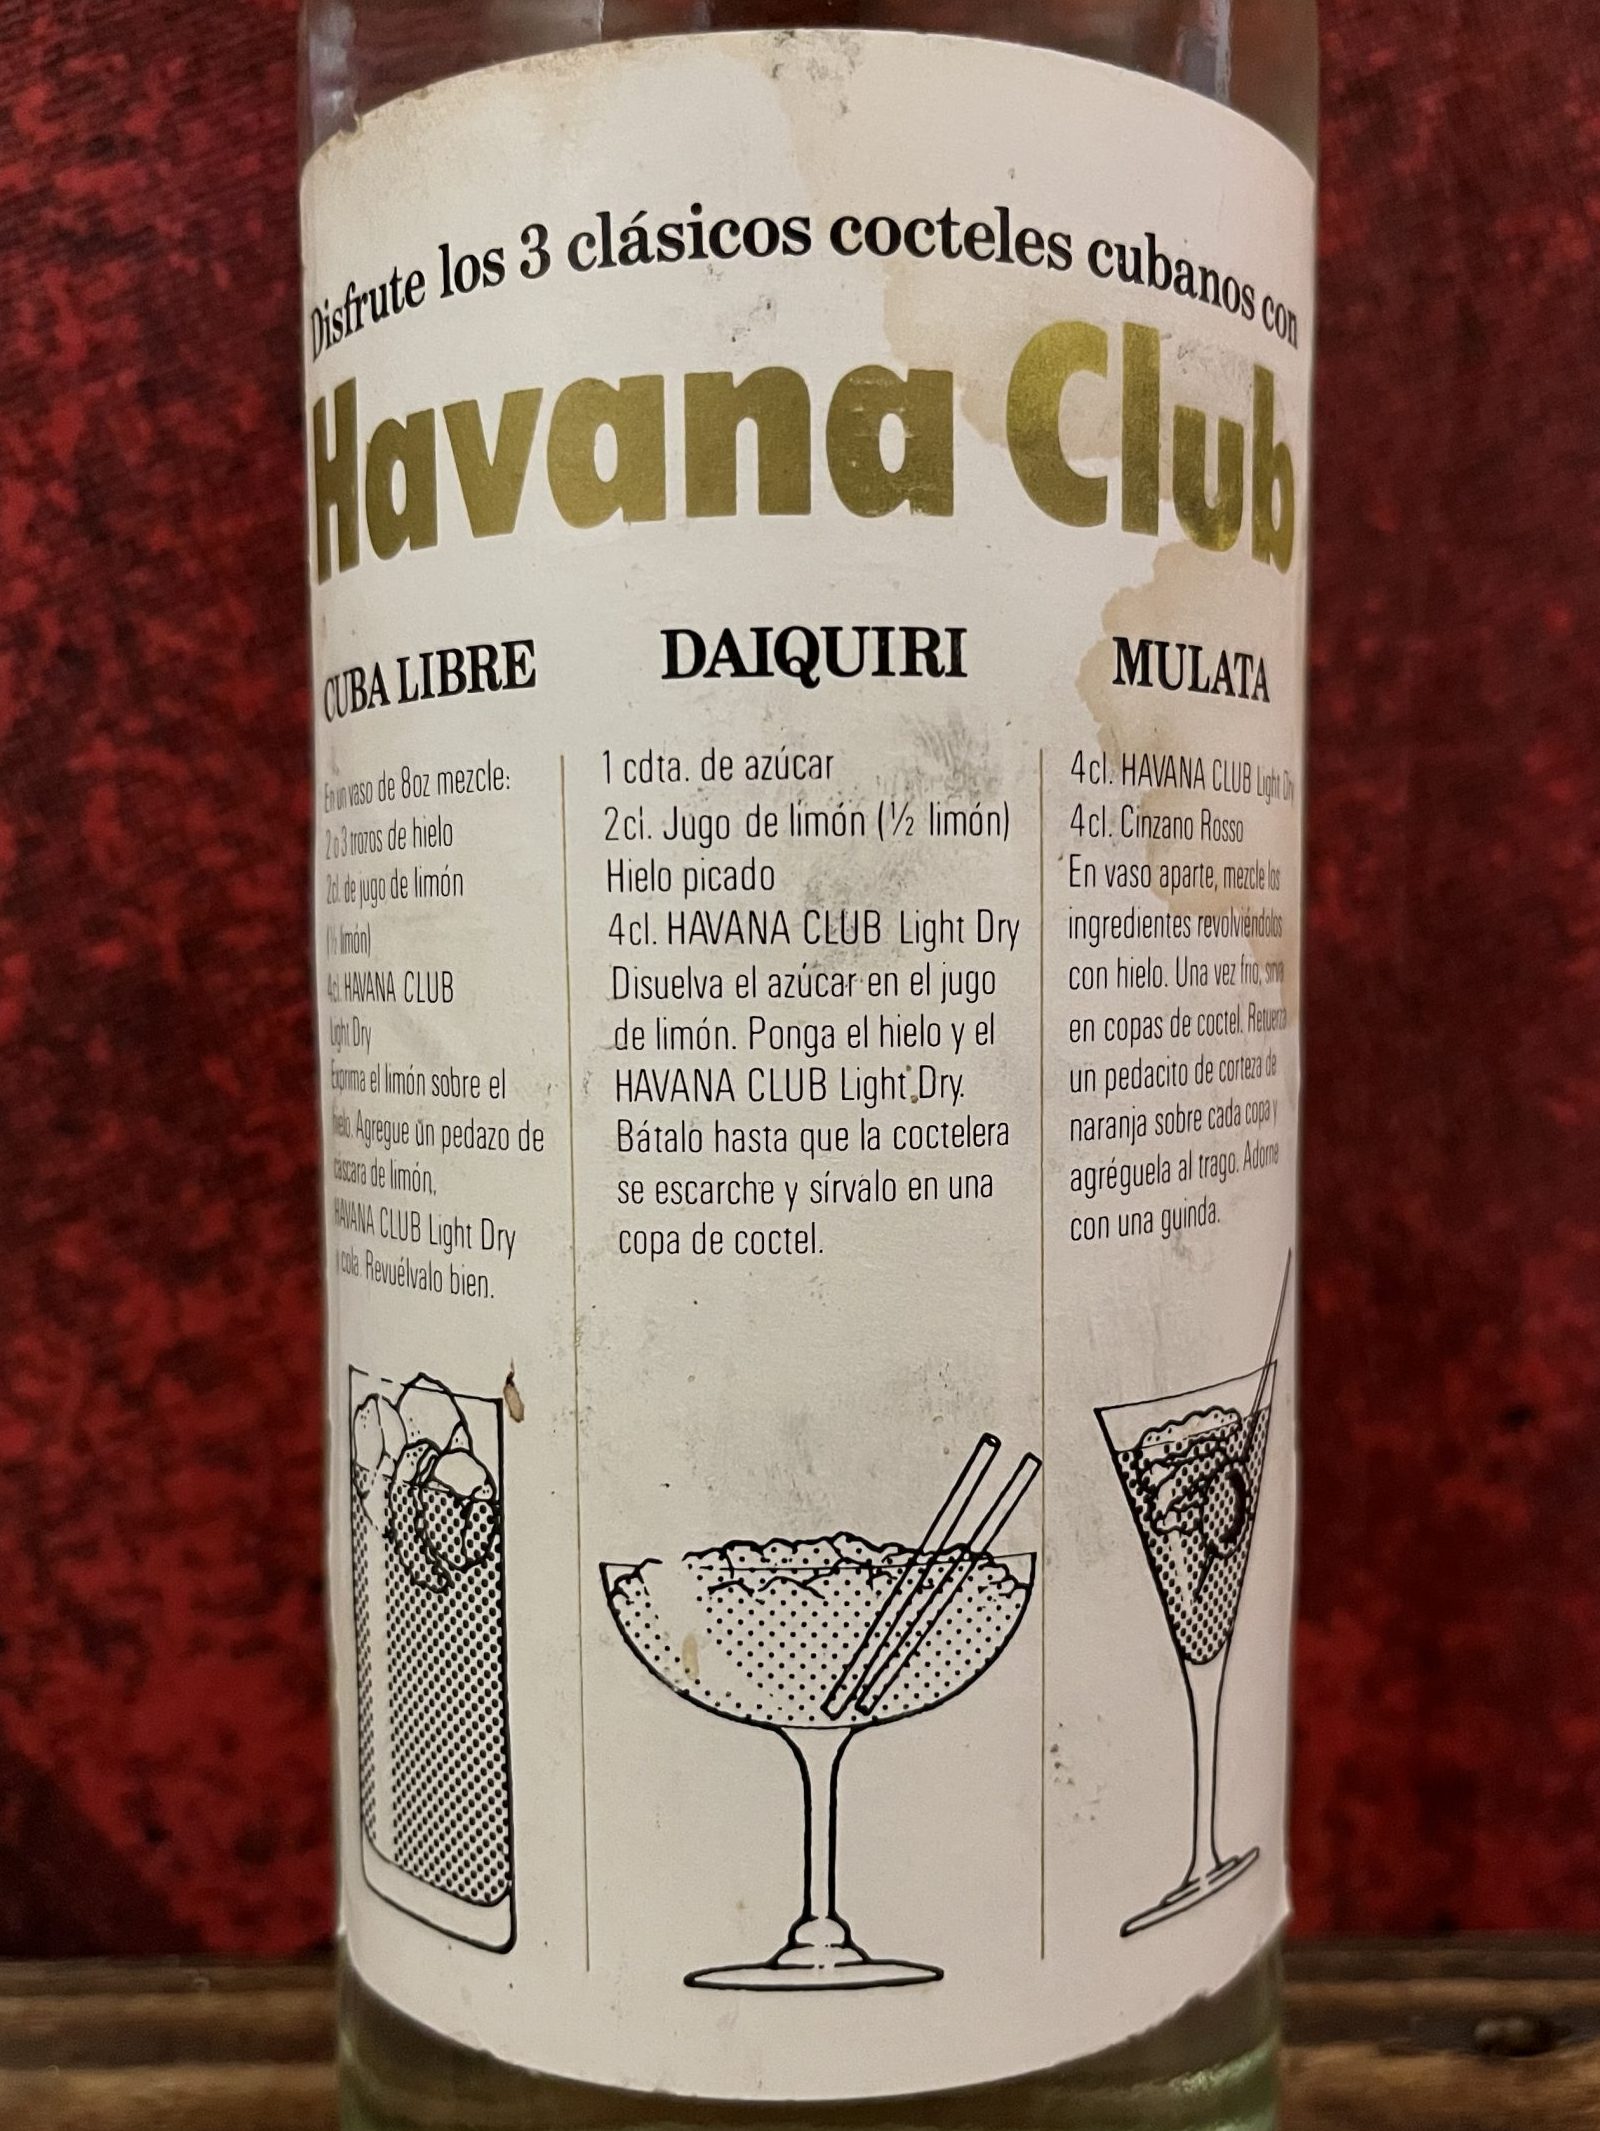 Disfrute los 3 clásicos cocteles cubanos con
Havana Club
CUBA LIBRE
En un vaso de 8oz mezcle:
2 o 3 trozos de hielo
2cl. de jugo de limón
(½ limón)
4cl. HAVANA CLUB
Light Dry
Exprima el limón sobre el
hielo. Agregue un pedazo de
cáscara de limón,
HAVANA CLUB Light Dry
y cola. Revuélvalo bien.
DAIQUIRI
1 cdta. de azúcar
2cl. Jugo de limón (½ limón)
Hielo picado
4cl. HAVANA CLUB Light Dry
Disuelva el azúcar en el jugo
de limón. Ponga el hielo y el
HAVANA CLUB Light Dry.
Bátalo hasta que la coctelera
se escarche y sírvalo en una
copa de coctel.
MULATA
4cl. HAVANA CLUB Light Dry
4cl. Cinzano Rosso
En vaso aparte, mezcle los
ingredientes revolviéndolos
con hielo. Una vez frio, sirva
en copas de coctel. Retuerza
un pedacito de corteza de
naranja sobre cada copa y
agréguela al trago. Adorne
con una guinda.